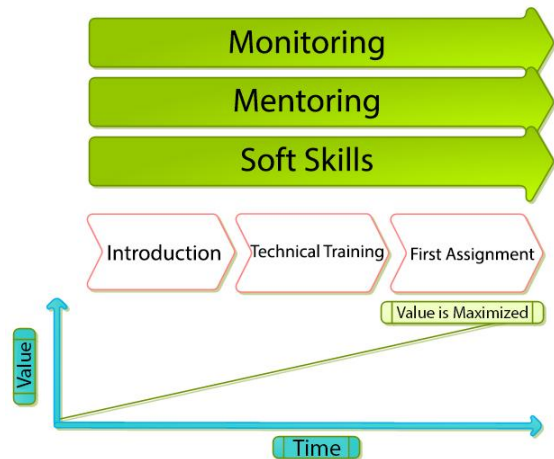 Monitoring
Mentoring
Soft Skills
Introduction
Technical Training
First Assignment
Value is Maximized
Value
Time